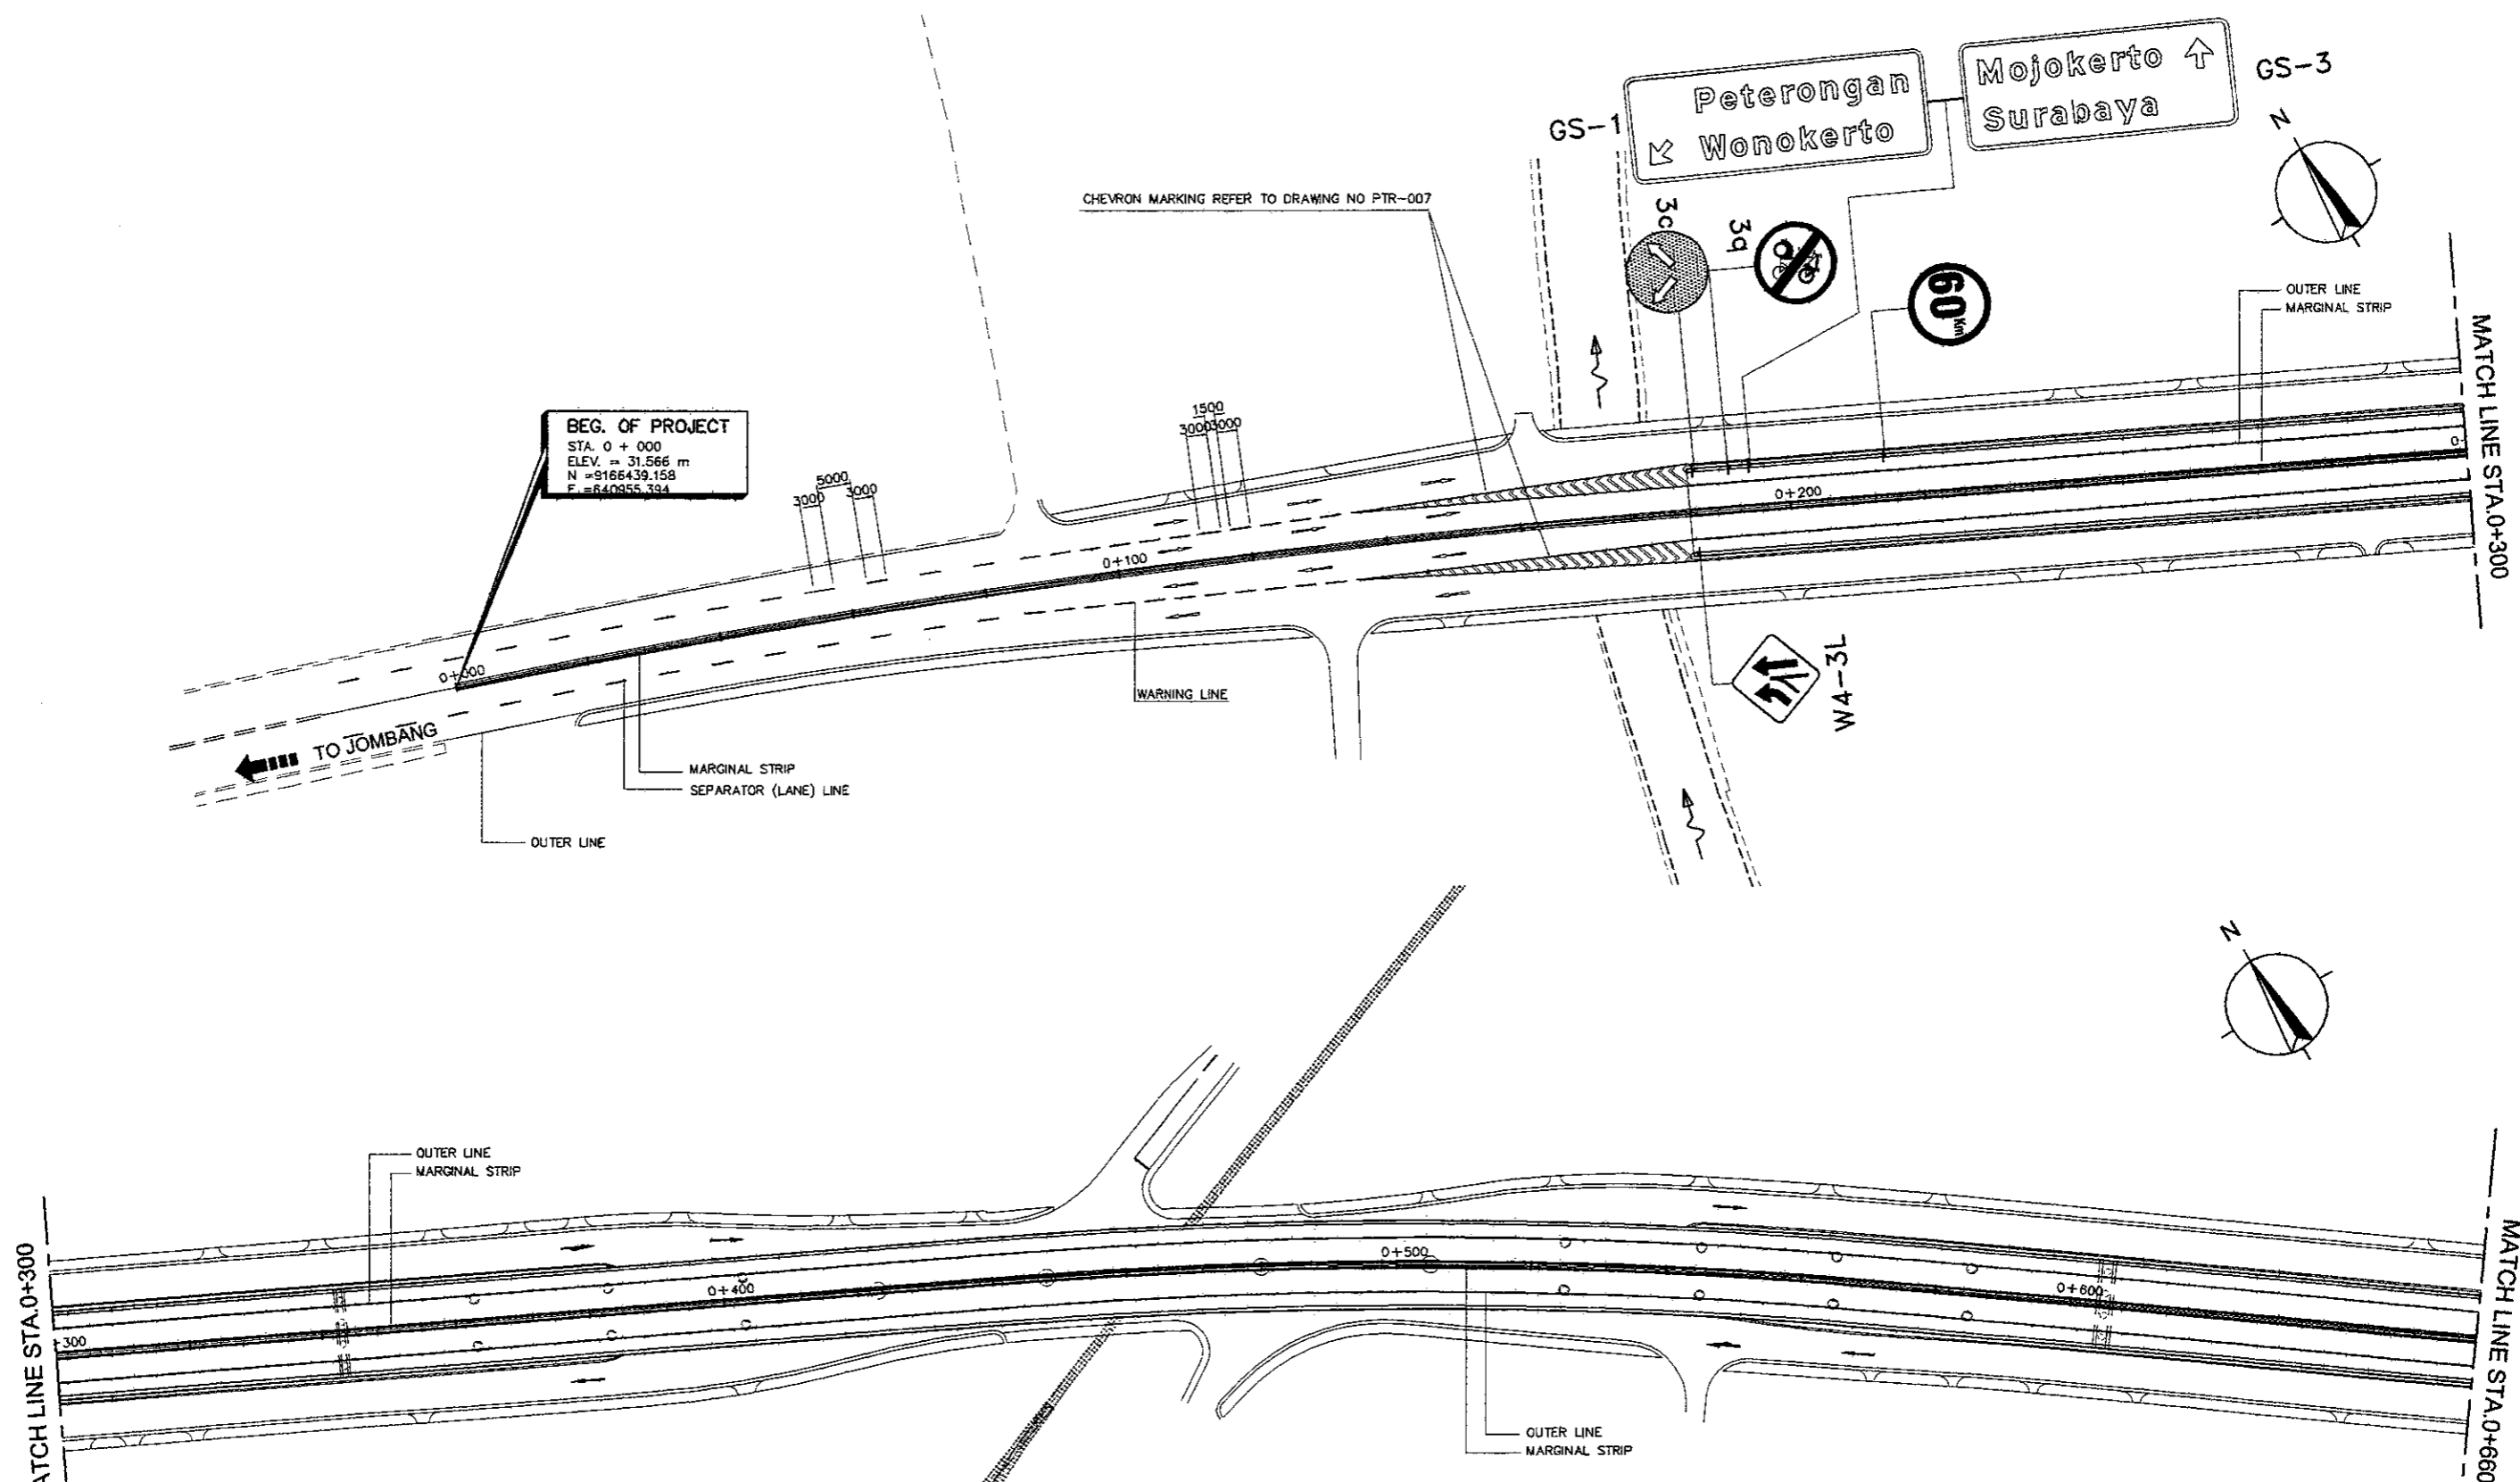 Mojokerto
Surabaya
GS-3
Peterongan
Wonokerto
GS-1
N
CHEVRON MARKING REFER TO DRAWING NO PTR-007
3c
3q
60 Km
OUTER LINE
MARGINAL STRIP
MATCH LINE STA.0+300
BEG. OF PROJECT
STA. 0 + 000
ELEV. = 31.566 m
N =9166439.158
E =640955.394
1500
3000
3000
5000
3000
3000
0+000
0+100
0+200
0
TO JOMBANG
WARNING LINE
W4-3L
MARGINAL STRIP
SEPARATOR (LANE) LINE
OUTER LINE
N
OUTER LINE
MARGINAL STRIP
ATCH LINE STA.0+300
300
0+400
0+500
0+600
MATCH LINE STA.0+660
OUTER LINE
MARGINAL STRIP